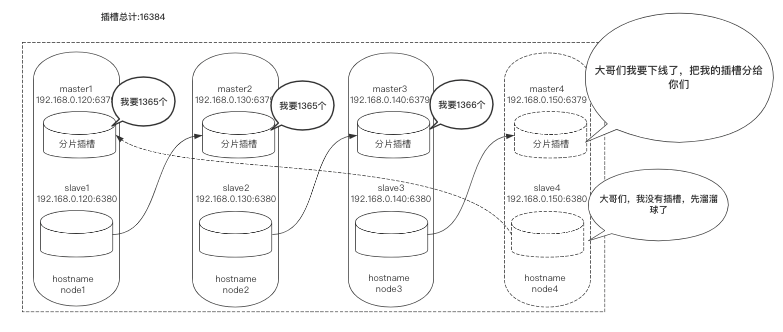 插槽总计:16384
大哥们我要下线了，把我的插槽分给
你们
master1
192.168.0.120:6379
我要1365个
分片插槽
master2
192.168.0.130:6379
我要1365个
分片插槽
master3
192.168.0.140:6379
我要1366个
分片插槽
master4
192.168.0.150:6379
分片插槽
slave1
192.168.0.120:6380
slave2
192.168.0.130:6380
slave3
192.168.0.140:6380
slave4
192.168.0.150:6380
大哥们，我没有插槽，先溜溜
球了
hostname
node1
hostname
node2
hostname
node3
hostname
node4